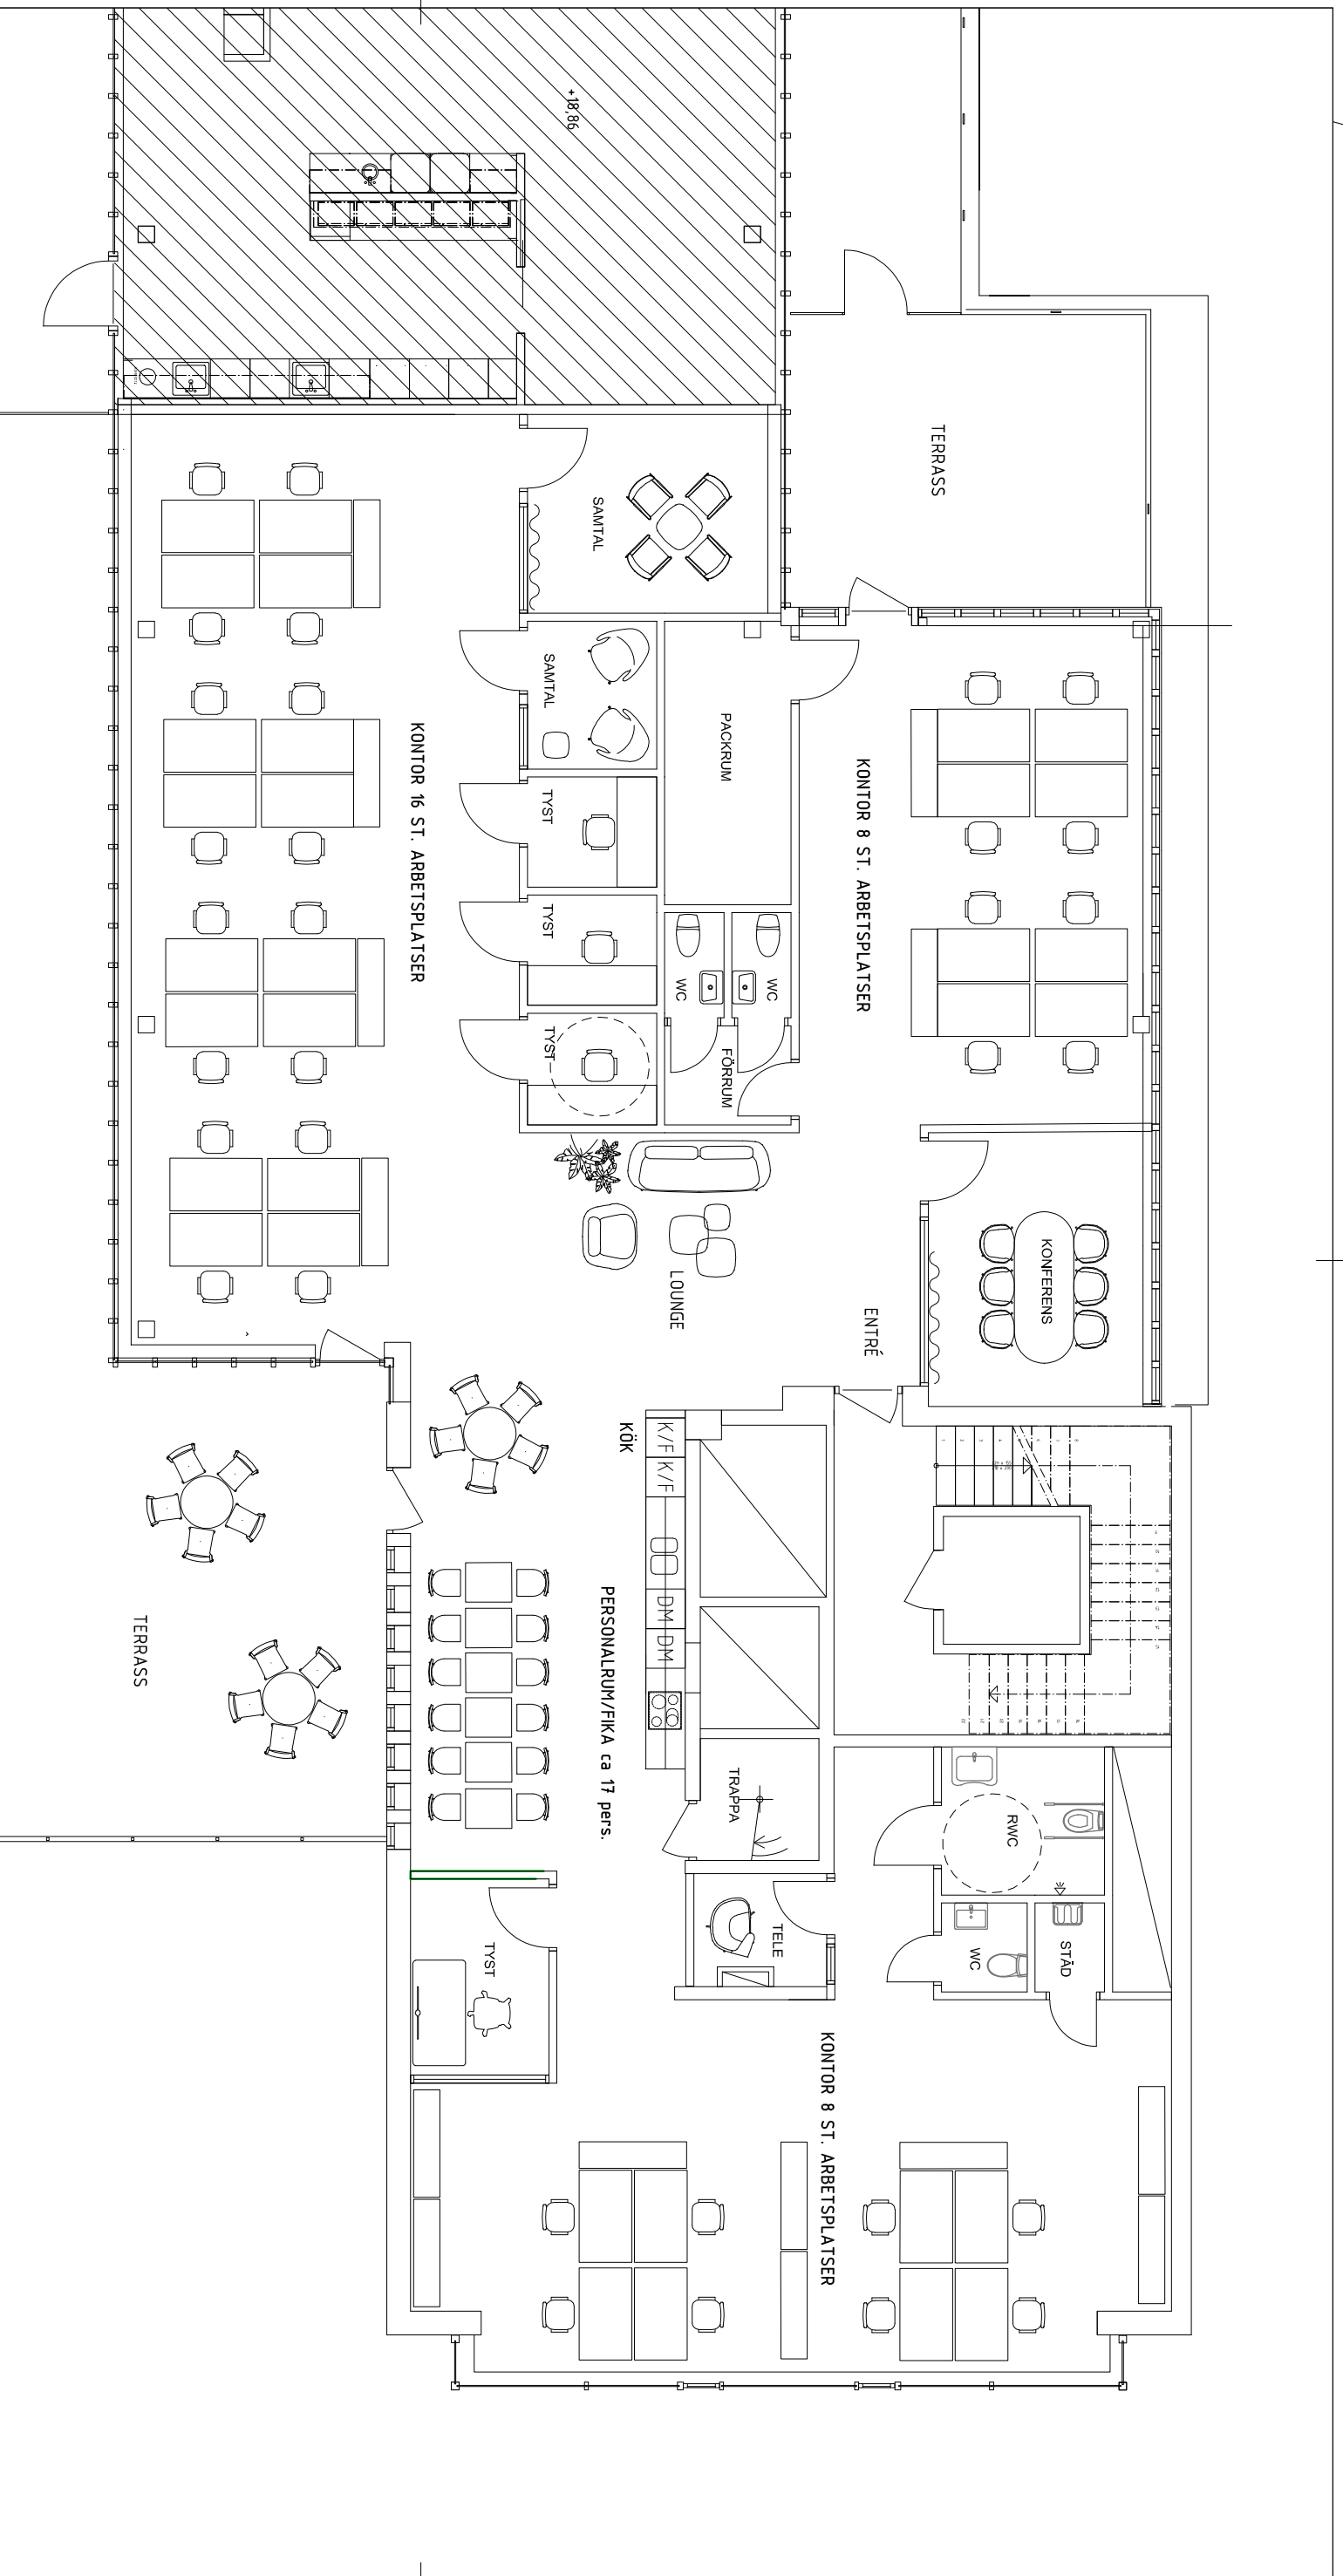 +18,86
TERRASS
SAMTAL
SAMTAL
PACKRUM
KONTOR 8 ST. ARBETSPLATSER
KONTOR 16 ST. ARBETSPLATSER
TYST
TYST
TYST
WC
WC
FÖRRUM
KONFERENS
LOUNGE
ENTRÉ
KÖK
K/F
K/F
DM
DM
PERSONALRUM/FIKA ca 17 pers.
TERRASS
TRAPPA
RWC
TELE
WC
STÄD
TYST
KONTOR 8 ST. ARBETSPLATSER